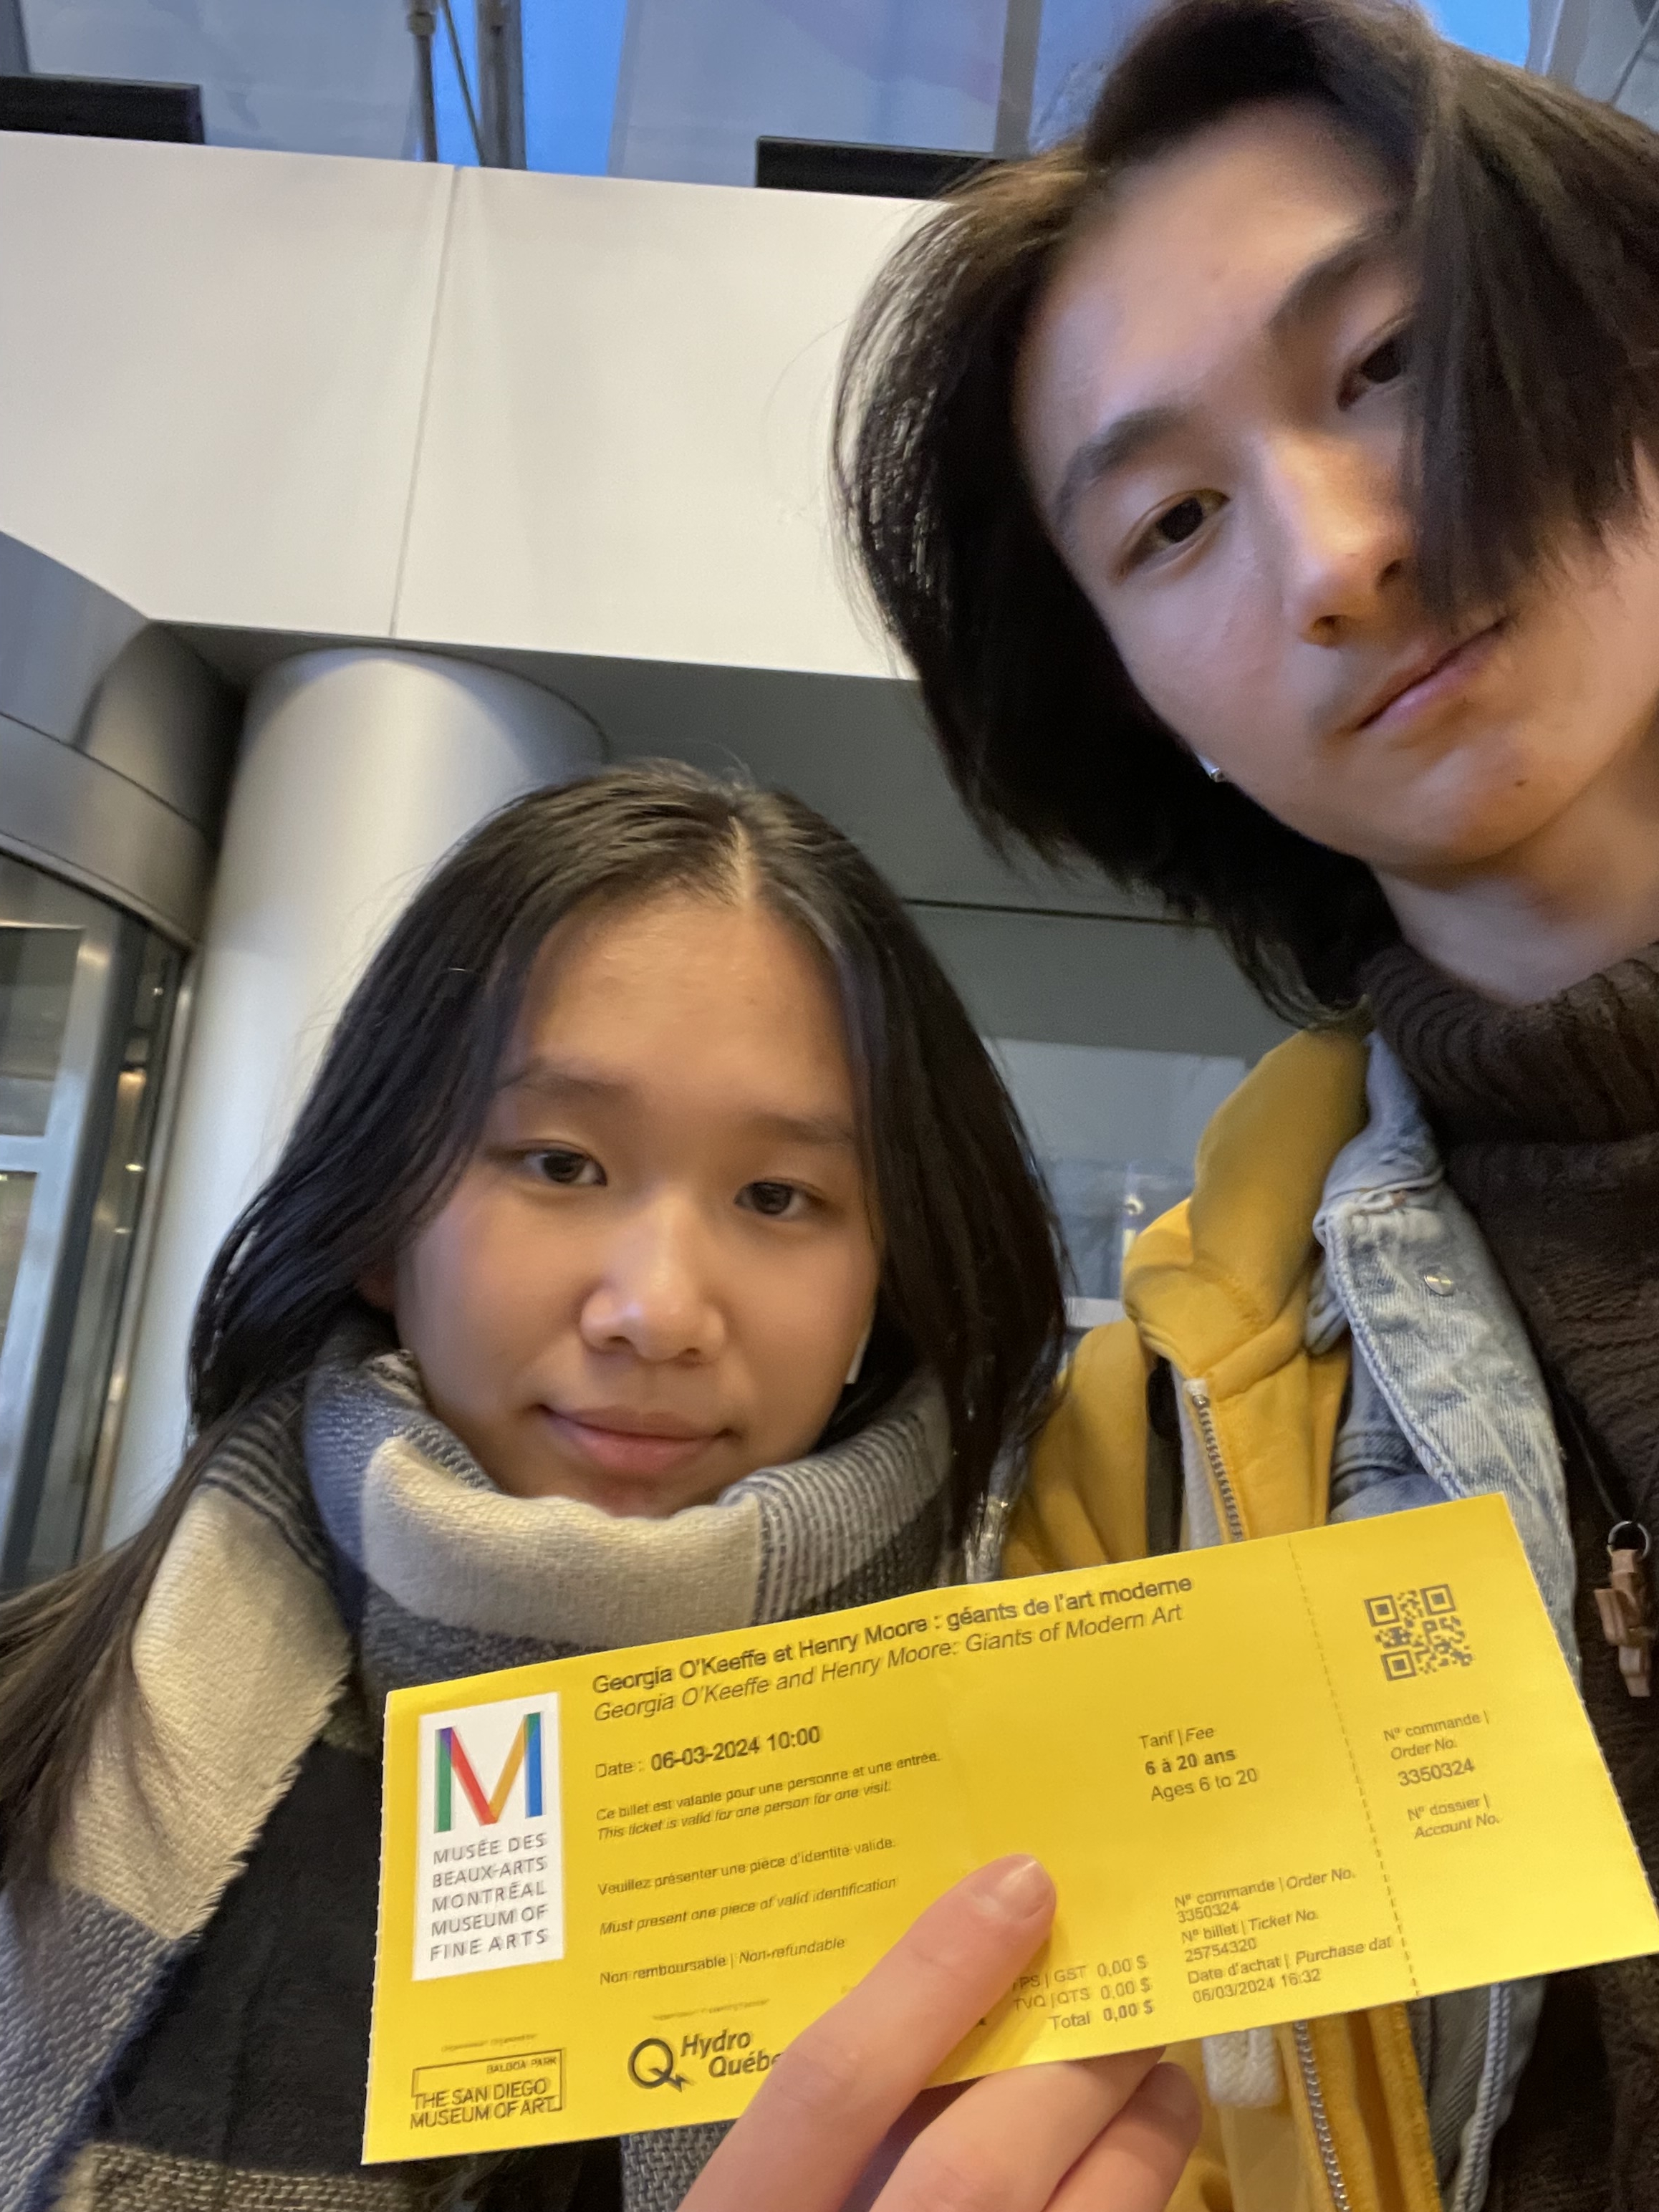 Georgia O'Keeffe et Henry Moore : géants de l'art moderne
Georgia O'Keeffe and Henry Moore: Giants of Modern Art
Date : 06-03-2024 10:00
Ce billet est valable pour une personne et une entrée.
This ticket is valid for one person for one visit.
Veuillez présenter une pièce d'identité valide.
Must present one piece of valid identification
Non remboursable | Non-refundable
M
MUSÉE DES
BEAUX-ARTS
MONTRÉAL
MUSEUM OF
FINE ARTS
BALBOA PARK
THE SAN DIEGO
MUSEUM OF ART
Hydro
Québe
Tarif | Fee
6 à 20 ans
Ages 6 to 20
TPS | GST 0,00 $
TVQ | QTS 0,00 $
Total 0,00 $
N° commande | Order No.
3350324
N° billet | Ticket No.
25754320
Date d'achat | Purchase dat
06/03/2024 16:32
N° commande |
Order No.
3350324
N° dossier |
Account No.